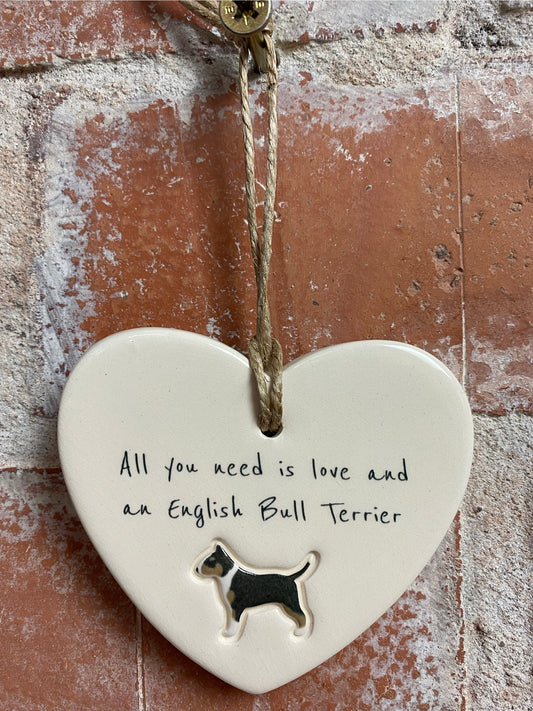 All you need is love and
an English Bull Terrier